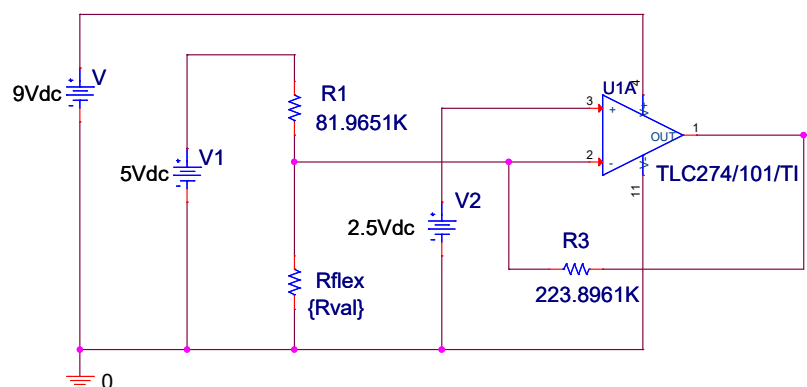 V
9Vdc
V1
5Vdc
R1
81.9651K
Rflex
{Rval}
V2
2.5Vdc
U1A
3
+
2
-
4
V+
OUT
1
V-
11
TLC274/101/TI
R3
223.8961K
0